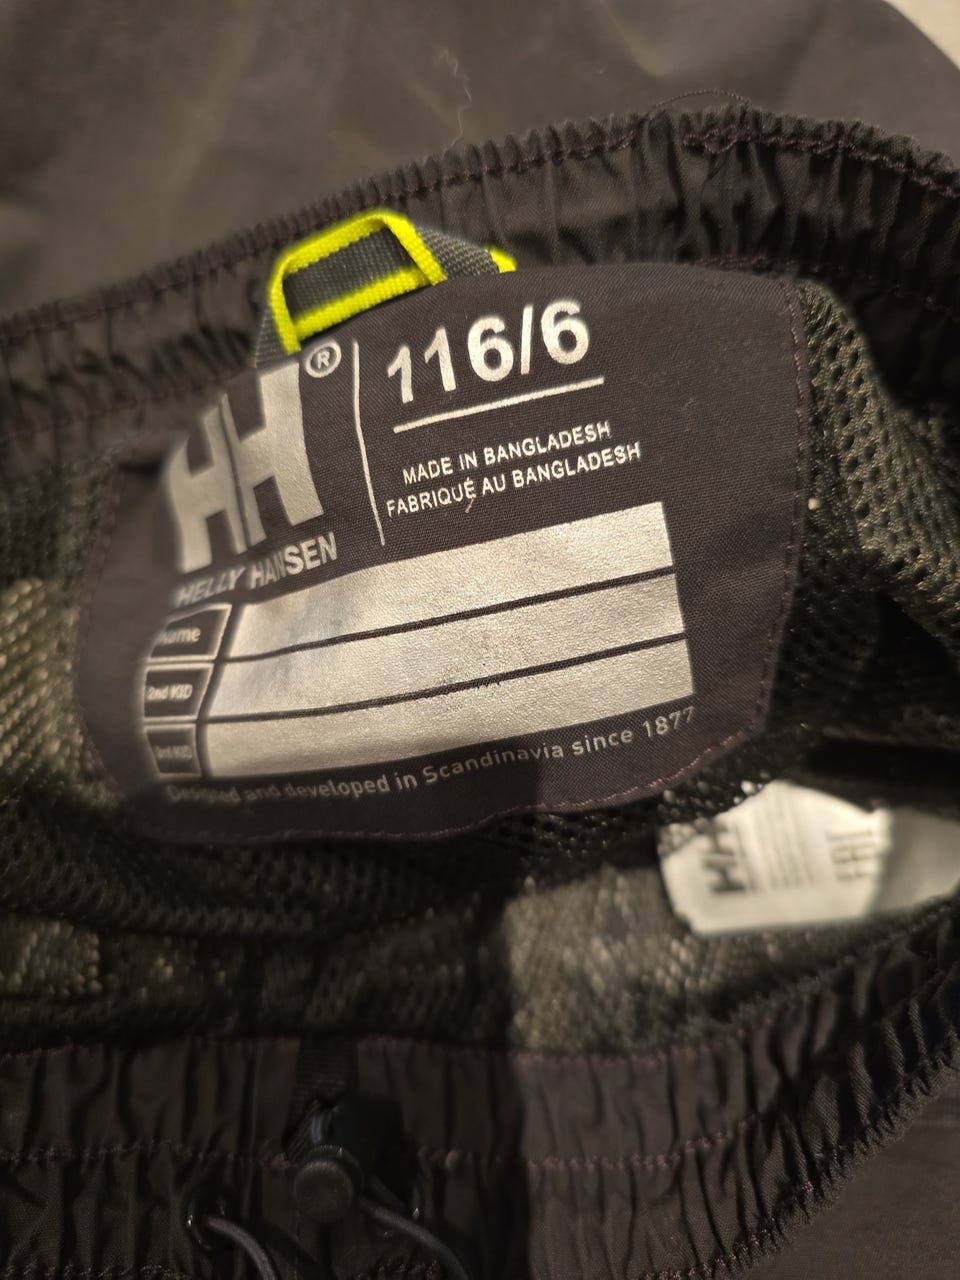 HH®
116/6
MADE IN BANGLADESH
FABRIQUÉ AU BANGLADESH
HELLY HANSEN
Name
2nd KID
3rd KID
Designed and developed in Scandinavia since 1877
HH